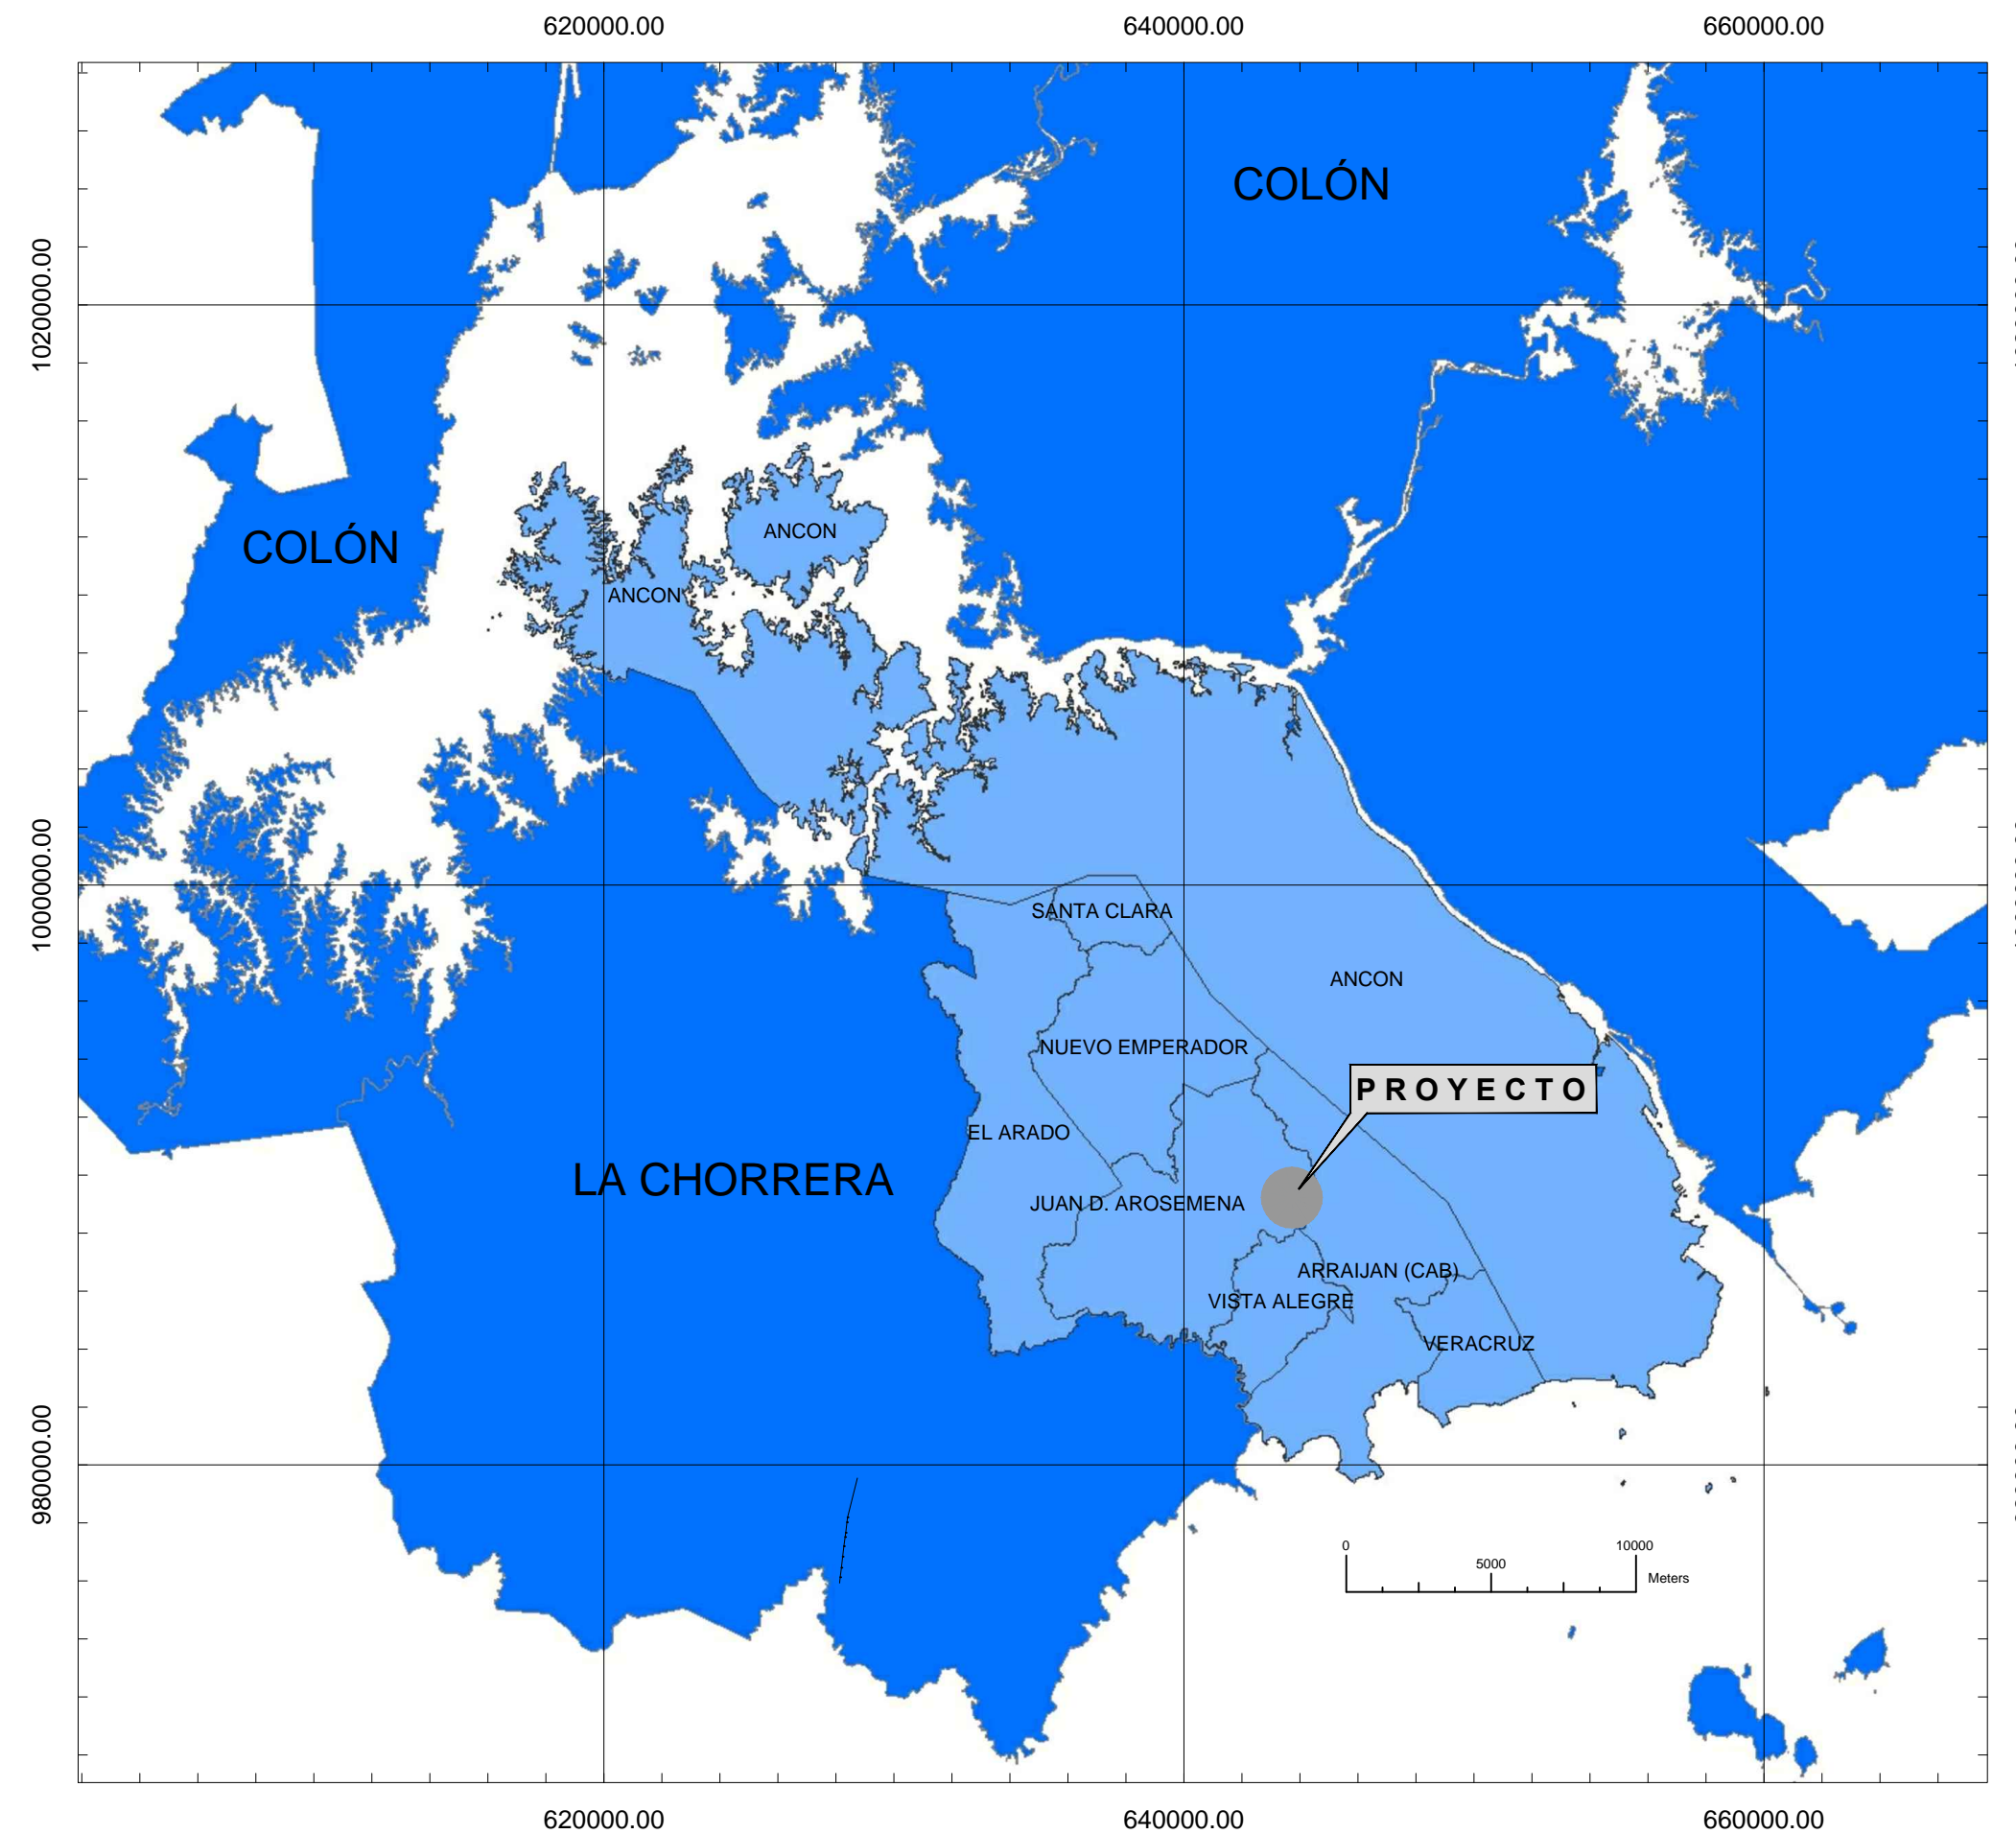 620000.00
640000.00
660000.00
COLÓN
1020000.00
COLÓN
ANCON
ANCON
1000000.00
SANTA CLARA
ANCON
NUEVO EMPERADOR
PROYECTO
EL ARADO
LA CHORRERA
JUAN D. AROSEMENA
ARRAIJAN (CAB)
VISTA ALEGRE
VERACRUZ
980000.00
0
10000
5000
Meters
620000.00
640000.00
660000.00